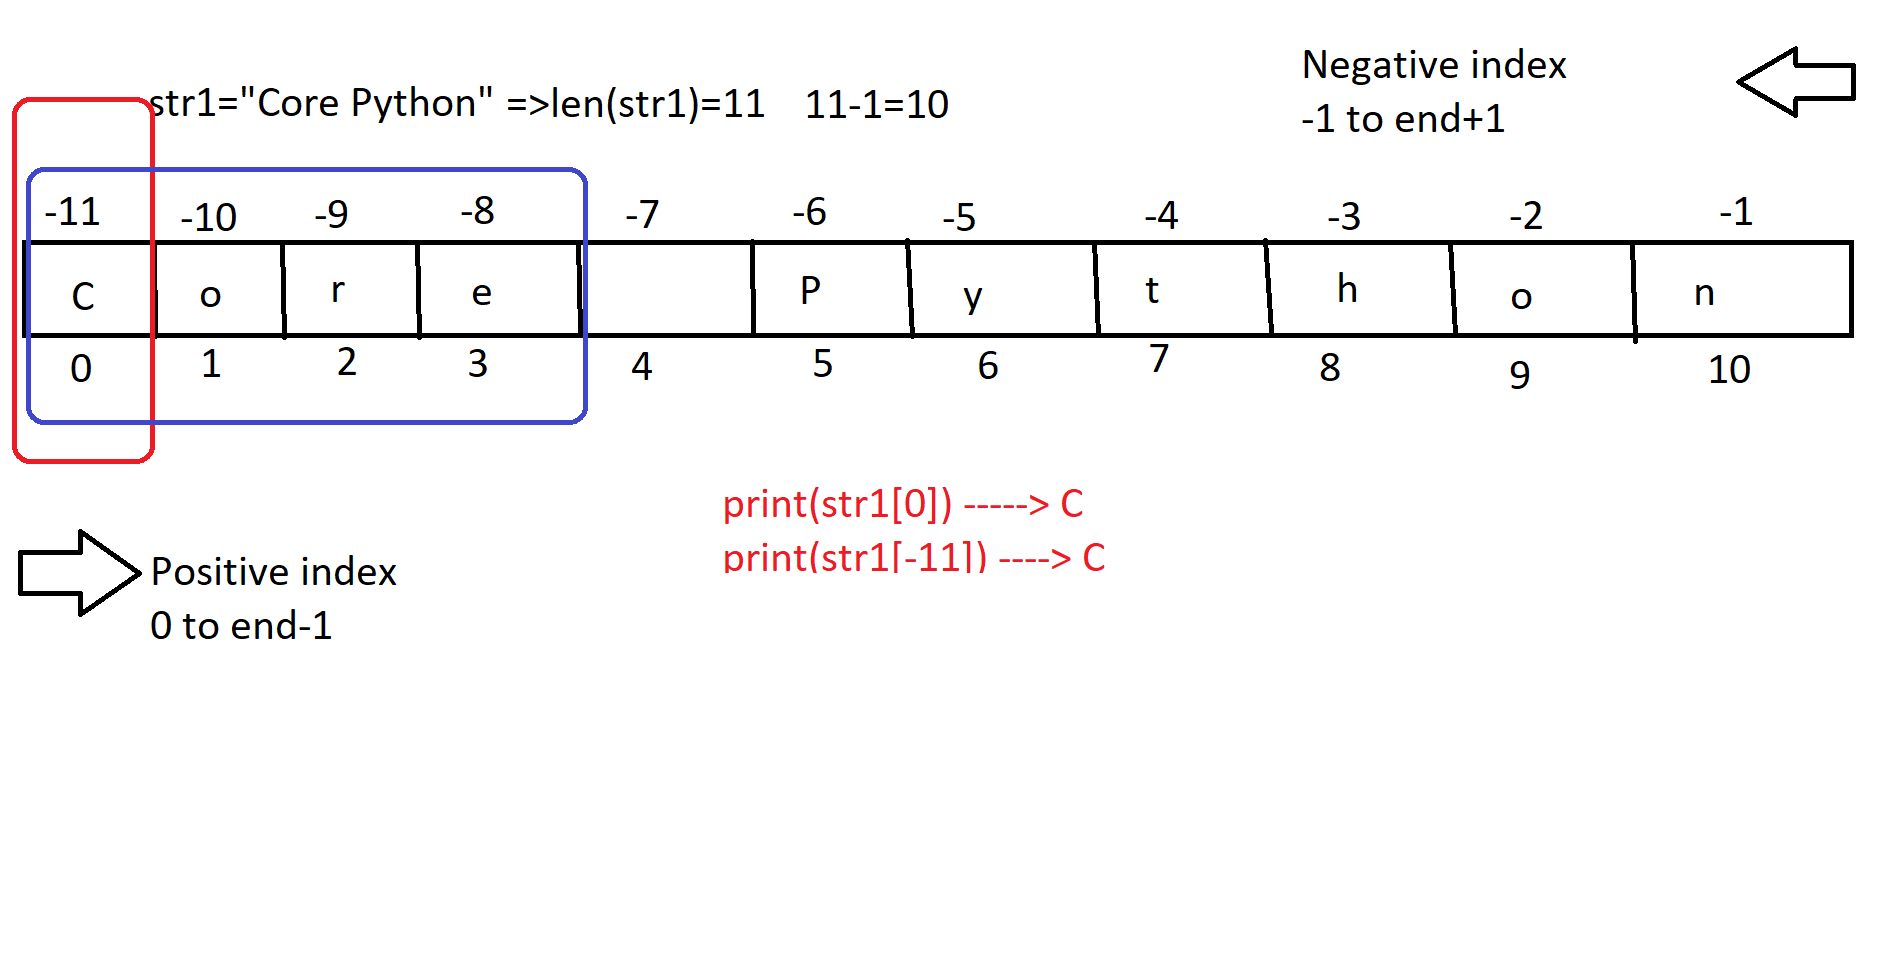 Negative index
-1 to end+1
str1="Core Python" =>len(str1)=11 11-1=10
-11 -10 -9 -8 -7 -6 -5 -4 -3 -2 -1
C o r e P y t h o n
0 1 2 3 4 5 6 7 8 9 10
print(str1[0]) -----> C
print(str1[-11]) ----> C
Positive index
0 to end-1